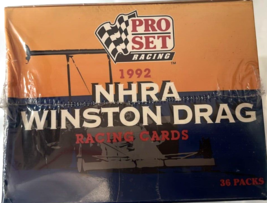 PRO
SET
RACING
1992
NHRA
WINSTON DRAG
RACING CARDS
36 PACKS